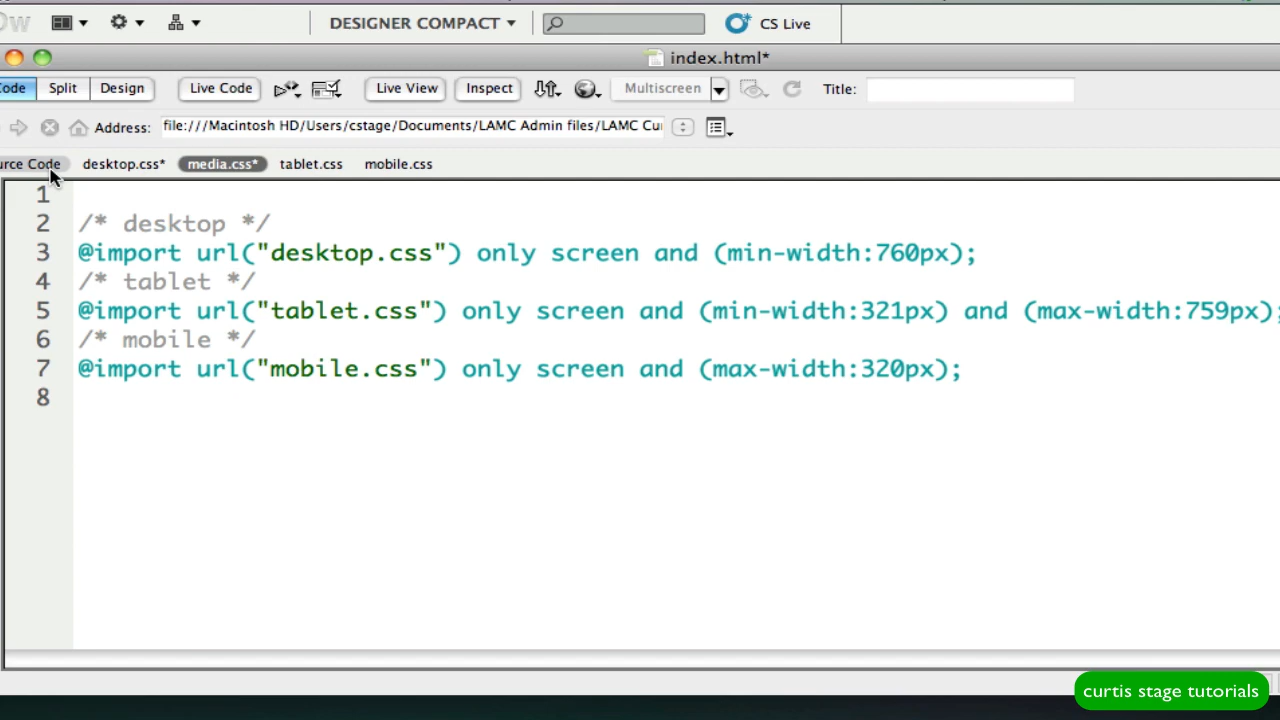 DW DESIGNER COMPACT CS Live
index.html*
Code Split Design Live Code Live View Inspect Multiscreen Title:
Address: file:///Macintosh HD/Users/cstage/Documents/LAMC Admin files/LAMC Cu
urce Code desktop.css* media.css* tablet.css mobile.css
1
2 /* desktop */
3 @import url("desktop.css") only screen and (min-width:760px);
4 /* tablet */
5 @import url("tablet.css") only screen and (min-width:321px) and (max-width:759px);
6 /* mobile */
7 @import url("mobile.css") only screen and (max-width:320px);
8
curtis stage tutorials